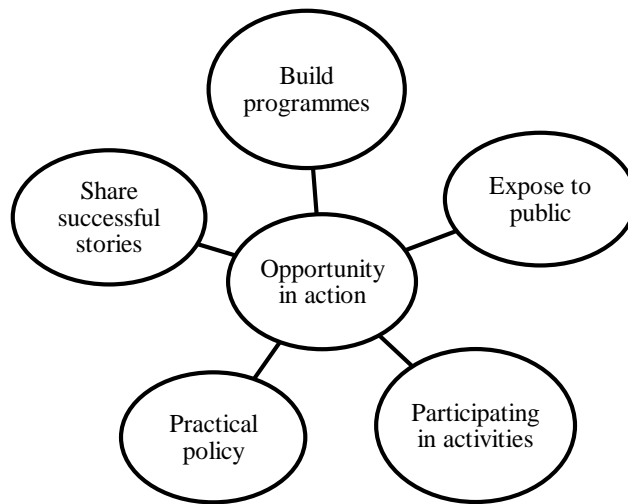 Build
programmes
Share
successful
stories
Expose to
public
Opportunity
in action
Practical
policy
Participating
in activities